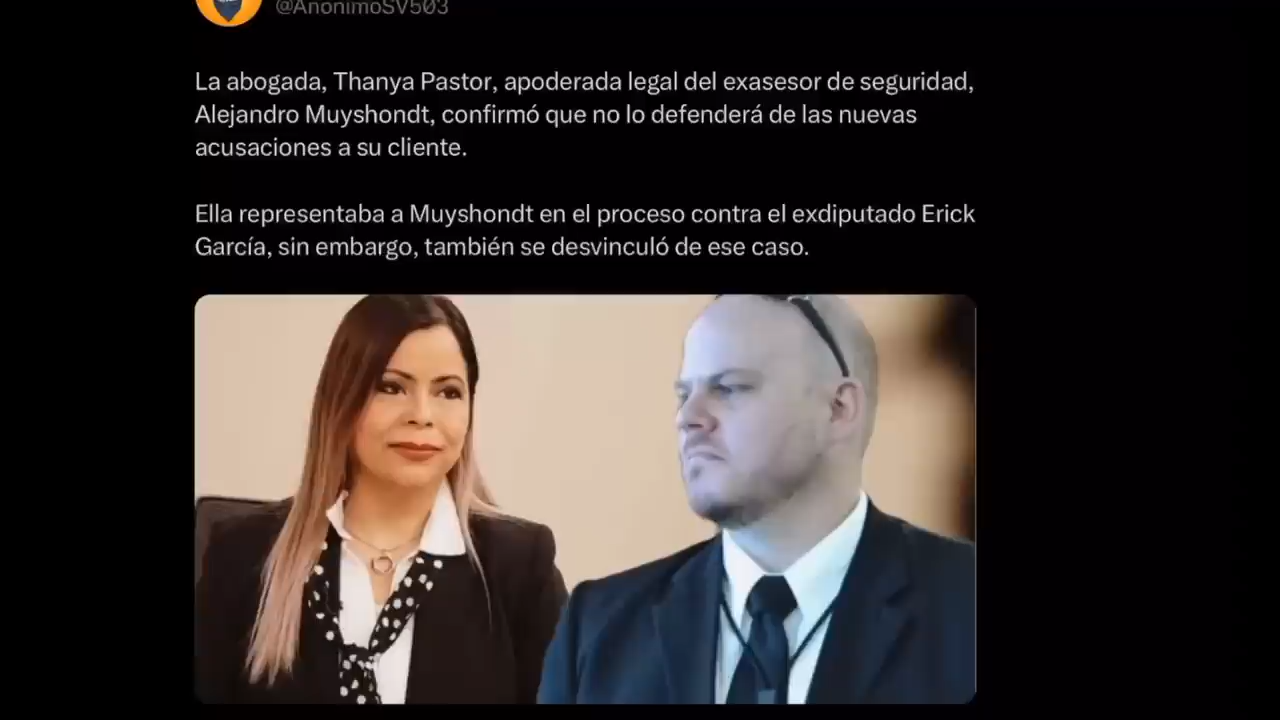 @AnonimoSV503
La abogada, Thanya Pastor, apoderada legal del exasesor de seguridad,
Alejandro Muyshondt, confirmó que no lo defenderá de las nuevas
acusaciones a su cliente.
Ella representaba a Muyshondt en el proceso contra el exdiputado Erick
García, sin embargo, también se desvinculó de ese caso.